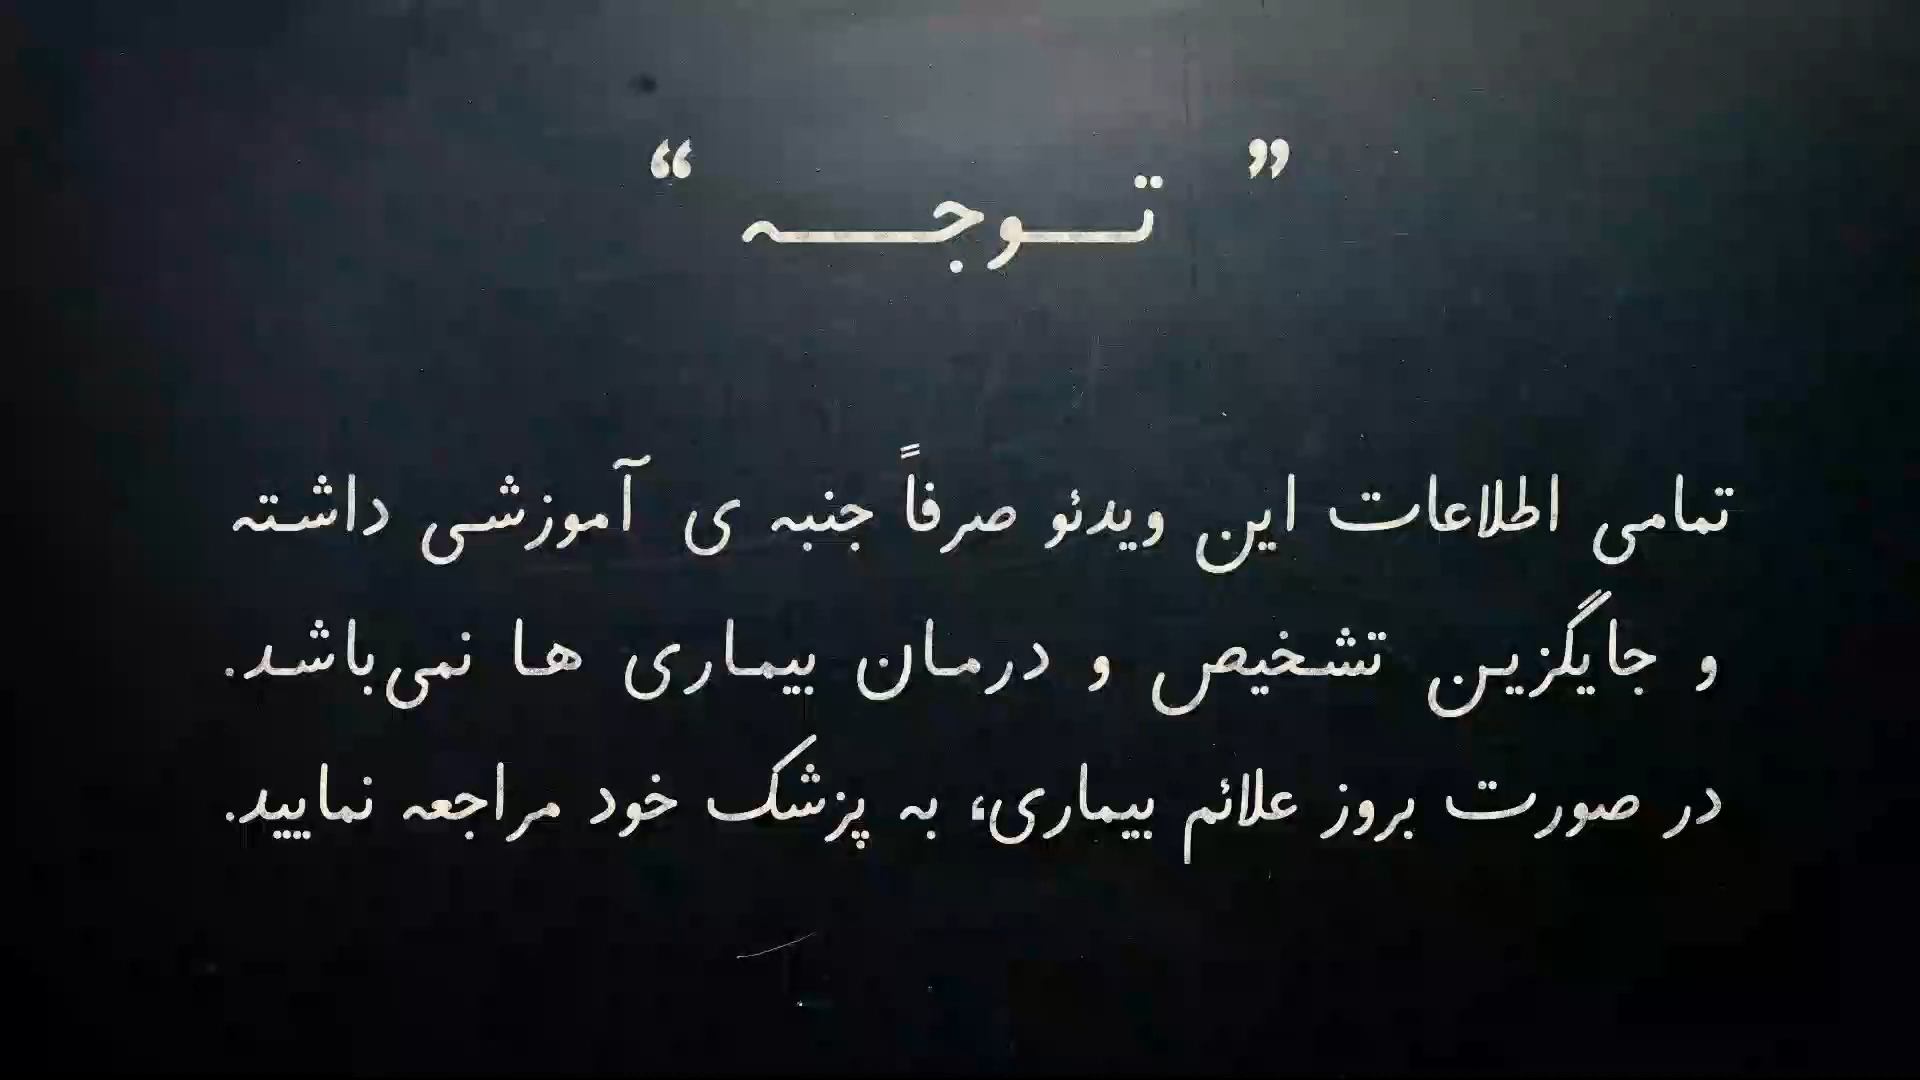 ” توجه “
تمامی اطلاعات این ویدئو صرفاً جنبه ی آموزشی داشته
و جایگزین تشخیص و درمان بیماری ها نمی‌باشد.
در صورت بروز علائم بیماری، به پزشک خود مراجعه نمایید.